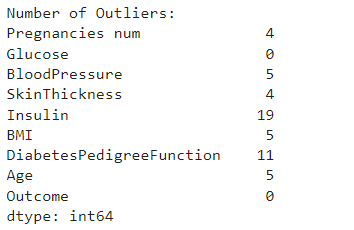 Number of Outliers:
Pregnancies num 4
Glucose 0
BloodPressure 5
SkinThickness 4
Insulin 19
BMI 5
DiabetesPedigreeFunction 11
Age 5
Outcome 0
dtype: int64